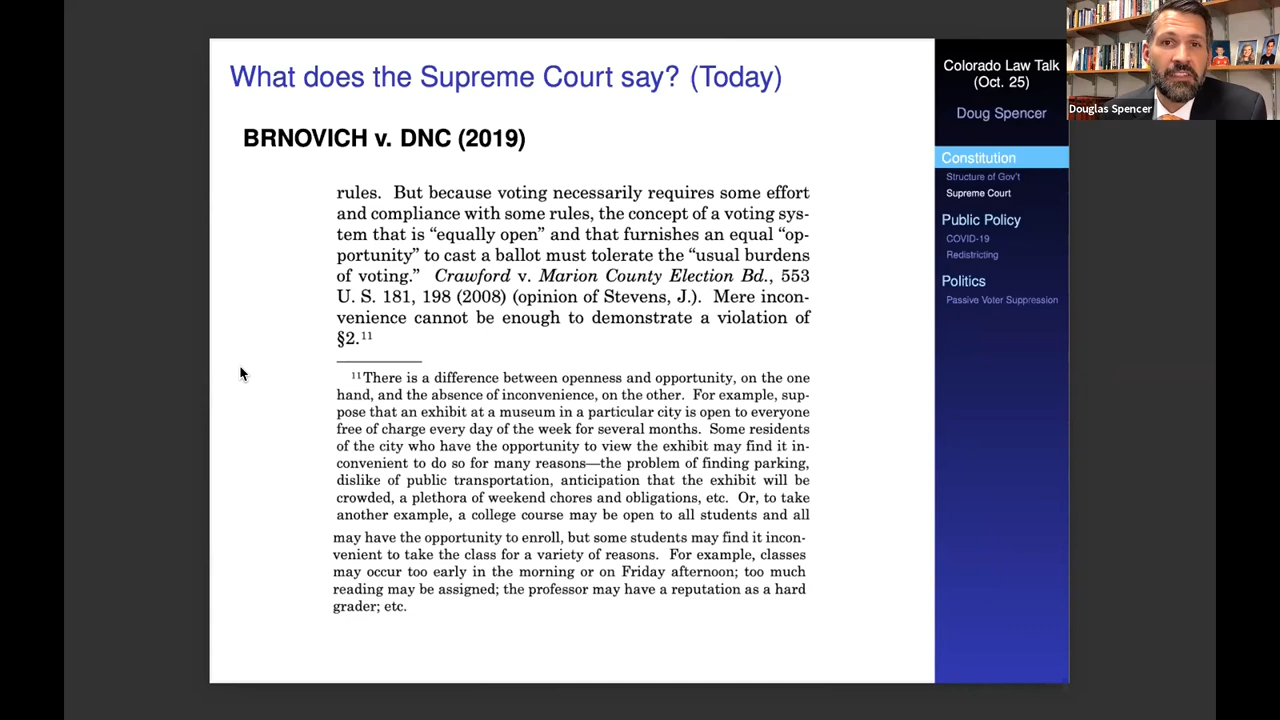 What does the Supreme Court say? (Today)
BRNOVICH v. DNC (2019)
rules. But because voting necessarily requires some effort
and compliance with some rules, the concept of a voting sys-
tem that is “equally open” and that furnishes an equal “op-
portunity” to cast a ballot must tolerate the “usual burdens
of voting.” Crawford v. Marion County Election Bd., 553
U. S. 181, 198 (2008) (opinion of Stevens, J.). Mere incon-
venience cannot be enough to demonstrate a violation of
§2.¹¹
¹¹There is a difference between openness and opportunity, on the one
hand, and the absence of inconvenience, on the other. For example, sup-
pose that an exhibit at a museum in a particular city is open to everyone
free of charge every day of the week for several months. Some residents
of the city who have the opportunity to view the exhibit may find it in-
convenient to do so for many reasons—the problem of finding parking,
dislike of public transportation, anticipation that the exhibit will be
crowded, a plethora of weekend chores and obligations, etc. Or, to take
another example, a college course may be open to all students and all
may have the opportunity to enroll, but some students may find it incon-
venient to take the class for a variety of reasons. For example, classes
may occur too early in the morning or on Friday afternoon; too much
reading may be assigned; the professor may have a reputation as a hard
grader; etc.
Colorado Law Talk
(Oct. 25)
Doug Spencer
Constitution
Structure of Gov't
Supreme Court
Public Policy
COVID-19
Redistricting
Politics
Passive Voter Suppression
Douglas Spencer